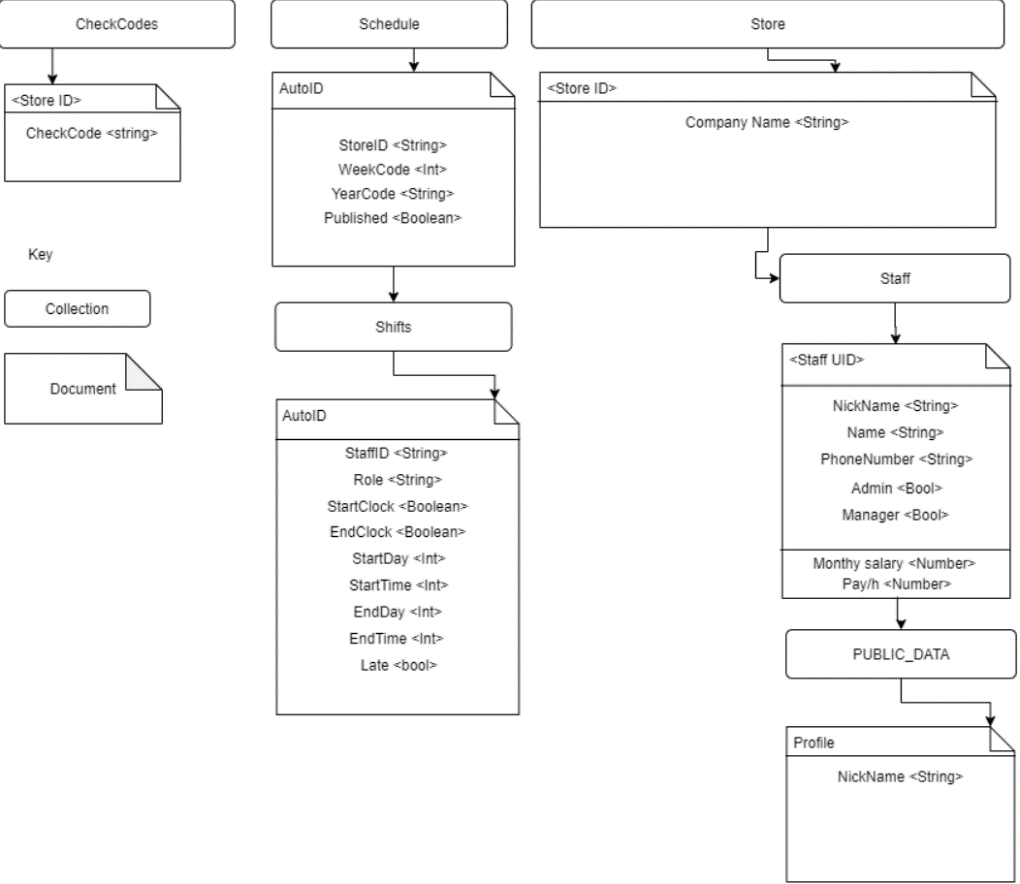 CheckCodes
<Store ID>
CheckCode <string>
Key
Collection
Document
Schedule
AutoID
StoreID <String>
WeekCode <Int>
YearCode <String>
Published <Boolean>
Shifts
AutoID
StaffID <String>
Role <String>
StartClock <Boolean>
EndClock <Boolean>
StartDay <Int>
StartTime <Int>
EndDay <Int>
EndTime <Int>
Late <bool>
Store
<Store ID>
Company Name <String>
Staff
<Staff UID>
NickName <String>
Name <String>
PhoneNumber <String>
Admin <Bool>
Manager <Bool>
Monthy salary <Number>
Pay/h <Number>
PUBLIC_DATA
Profile
NickName <String>